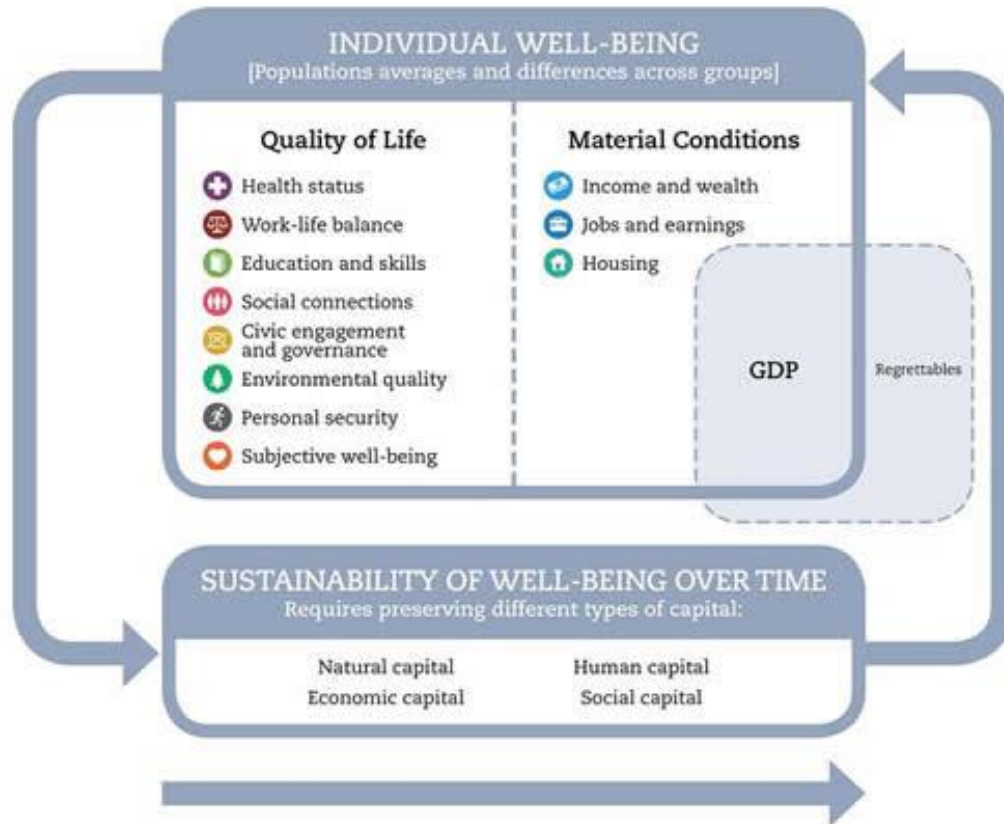 INDIVIDUAL WELL-BEING
[Populations averages and differences across groups]
Quality of Life
Health status
Work-life balance
Education and skills
Social connections
Civic engagement
and governance
Environmental quality
Personal security
Subjective well-being
Material Conditions
Income and wealth
Jobs and earnings
Housing
GDP
Regrettables
SUSTAINABILITY OF WELL-BEING OVER TIME
Requires preserving different types of capital:
Natural capital
Human capital
Economic capital
Social capital